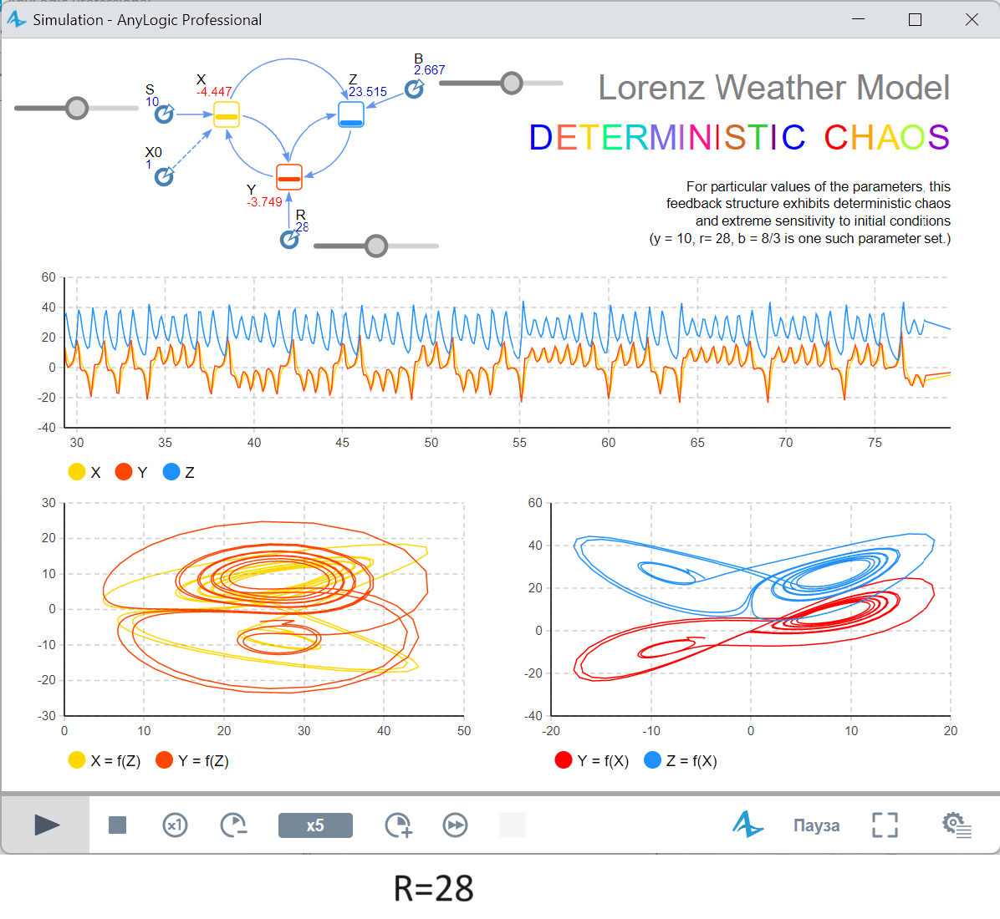 Simulation - AnyLogic Professional
B
2.667
X
-4.447
Z
23.515
S
10
X0
1
Y
-3.749
R
28
Lorenz Weather Model
DETERMINISTIC CHAOS
For particular values of the parameters, this
feedback structure exhibits deterministic chaos
and extreme sensitivity to initial conditions
(y = 10, r= 28, b = 8/3 is one such parameter set.)
60
40
20
0
-20
-40
30 35 40 45 50 55 60 65 70 75
X Y Z
30
20
10
0
-10
-20
-30
0 10 20 30 40 50
X = f(Z) Y = f(Z)
60
40
20
0
-20
-40
-20 -10 0 10 20
Y = f(X) Z = f(X)
x1 x5 Пауза
R=28